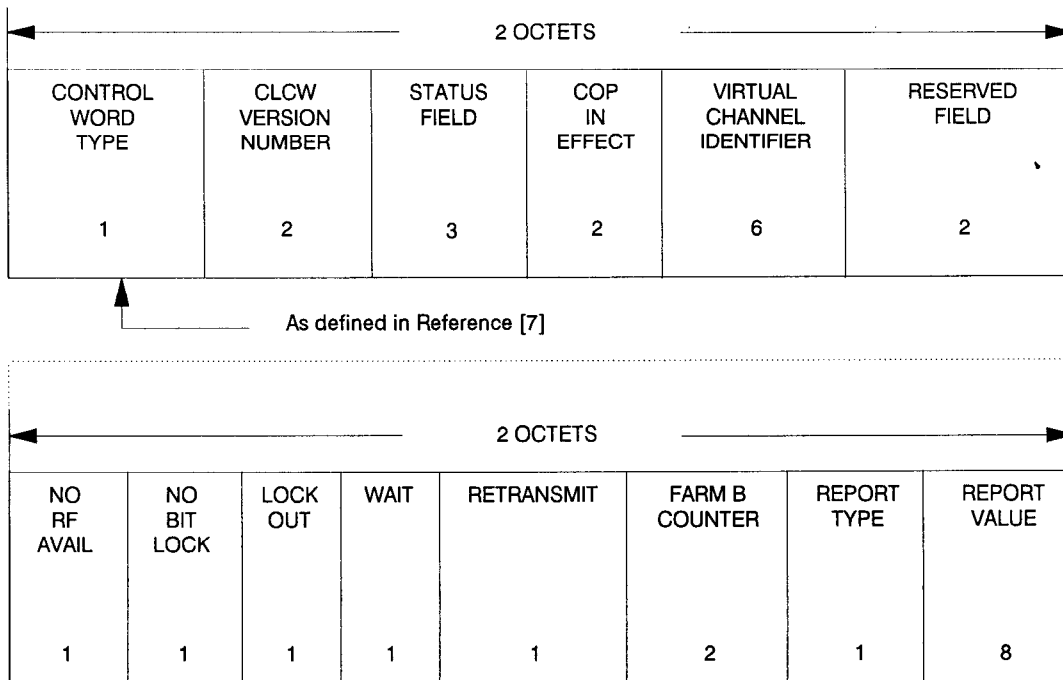 2 OCTETS
CONTROL WORD TYPE
CLCW VERSION NUMBER
STATUS FIELD
COP IN EFFECT
VIRTUAL CHANNEL IDENTIFIER
RESERVED FIELD
1 2 3 2 6 2
As defined in Reference [7]
2 OCTETS
NO RF AVAIL
NO BIT LOCK
LOCK OUT
WAIT
RETRANSMIT
FARM B COUNTER
REPORT TYPE
REPORT VALUE
1 1 1 1 1 2 1 8